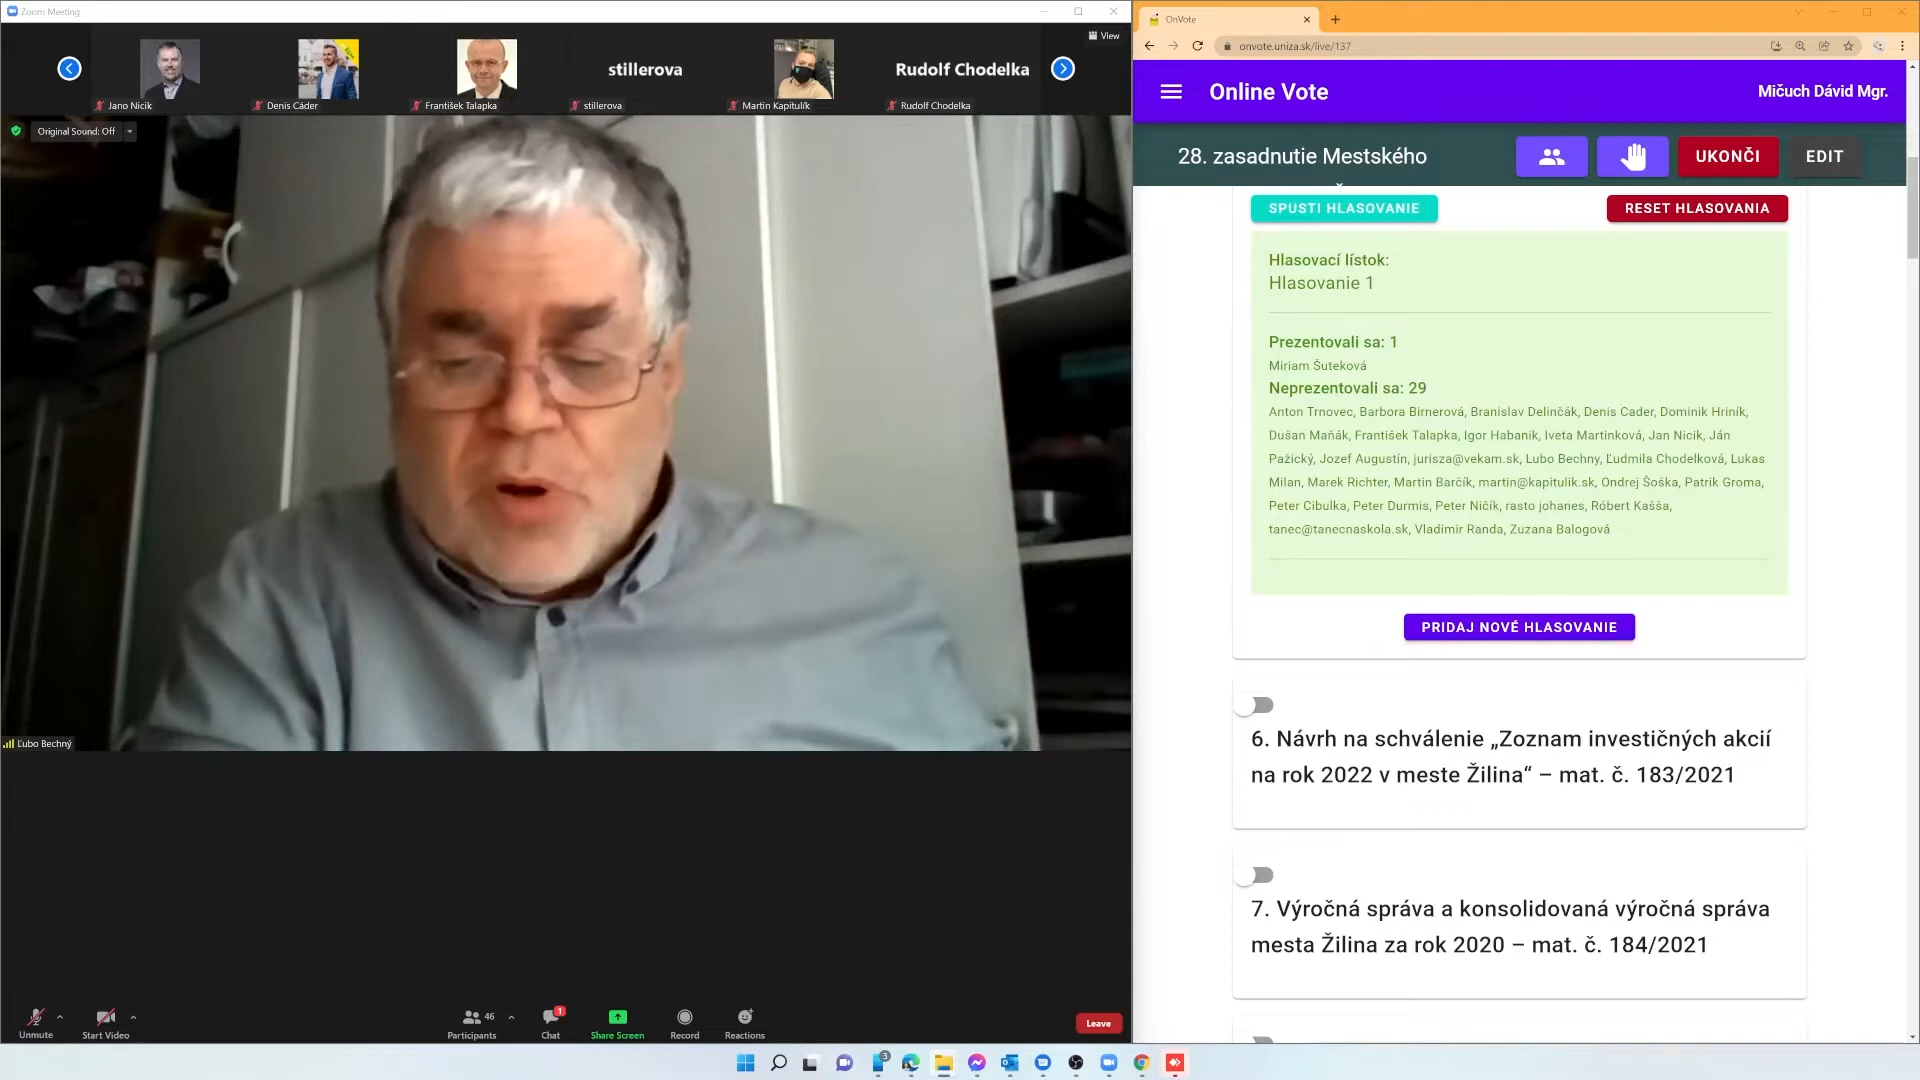 Zoom Meeting
View
stillerova
Rudolf Chodelka
Jano Nicik
Denis Cáder
František Talapka
stillerova
Martin Kapitulík
Rudolf Chodelka
Original Sound: Off
Ľubo Bechný
Unmute
Start Video
46
Participants
1
Chat
Share Screen
Record
Reactions
Leave
OnVote
onvote.uniza.sk/live/137
Online Vote
Mičuch Dávid Mgr.
28. zasadnutie Mestského
UKONČI
EDIT
SPUSTI HLASOVANIE
RESET HLASOVANIA
Hlasovací lístok:
Hlasovanie 1
Prezentovali sa: 1
Miriam Šuteková
Neprezentovali sa: 29
Anton Trnovec, Barbora Birnerová, Branislav Delinčák, Denis Cader, Dominik Hriník,
Dušan Maňák, František Talapka, Igor Habanik, Iveta Martinková, Jan Nicik, Ján
Pažický, Jozef Augustín, jurisza@vekam.sk, Lubo Bechny, Ľudmila Chodelková, Lukas
Milan, Marek Richter, Martin Barčík, martin@kapitulik.sk, Ondrej Šoška, Patrik Groma,
Peter Cibulka, Peter Durmis, Peter Ničík, rasto johanes, Róbert Kašša,
tanec@tanecnaskola.sk, Vladimir Randa, Zuzana Balogová
PRIDAJ NOVÉ HLASOVANIE
6. Návrh na schválenie „Zoznam investičných akcií
na rok 2022 v meste Žilina“ – mat. č. 183/2021
7. Výročná správa a konsolidovaná výročná správa
mesta Žilina za rok 2020 – mat. č. 184/2021
3